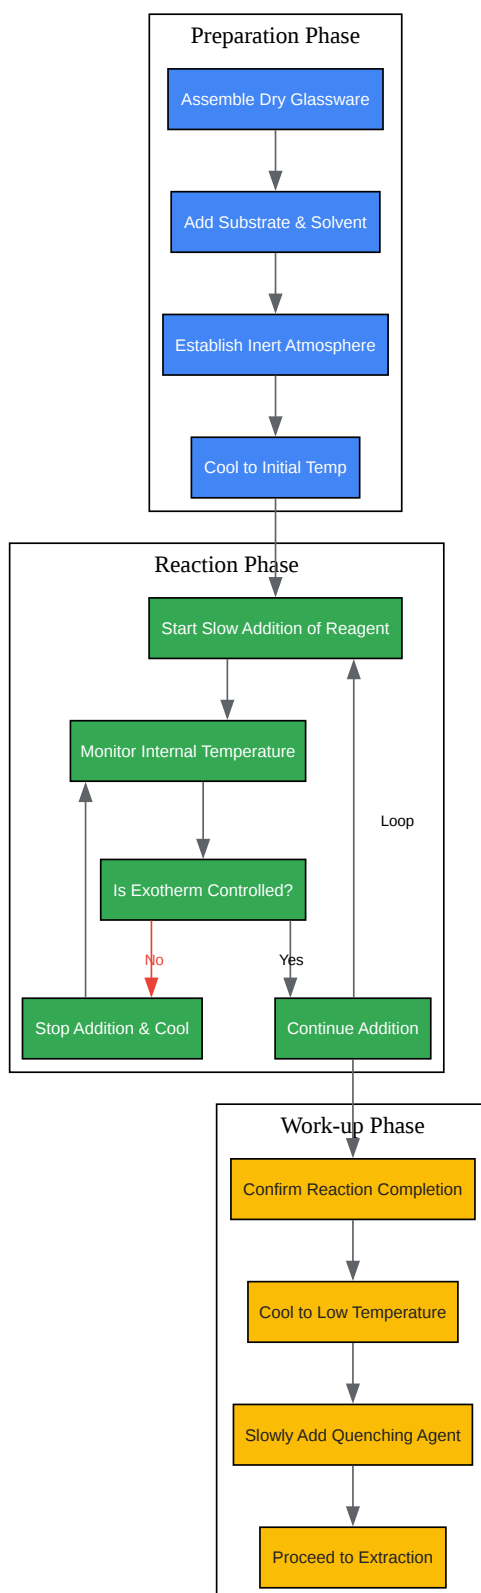 Preparation Phase
Assemble Dry Glassware
Add Substrate & Solvent
Establish Inert Atmosphere
Cool to Initial Temp
Reaction Phase
Start Slow Addition of Reagent
Monitor Internal Temperature
Loop
Is Exotherm Controlled?
No
Yes
Stop Addition & Cool
Continue Addition
Work-up Phase
Confirm Reaction Completion
Cool to Low Temperature
Slowly Add Quenching Agent
Proceed to Extraction